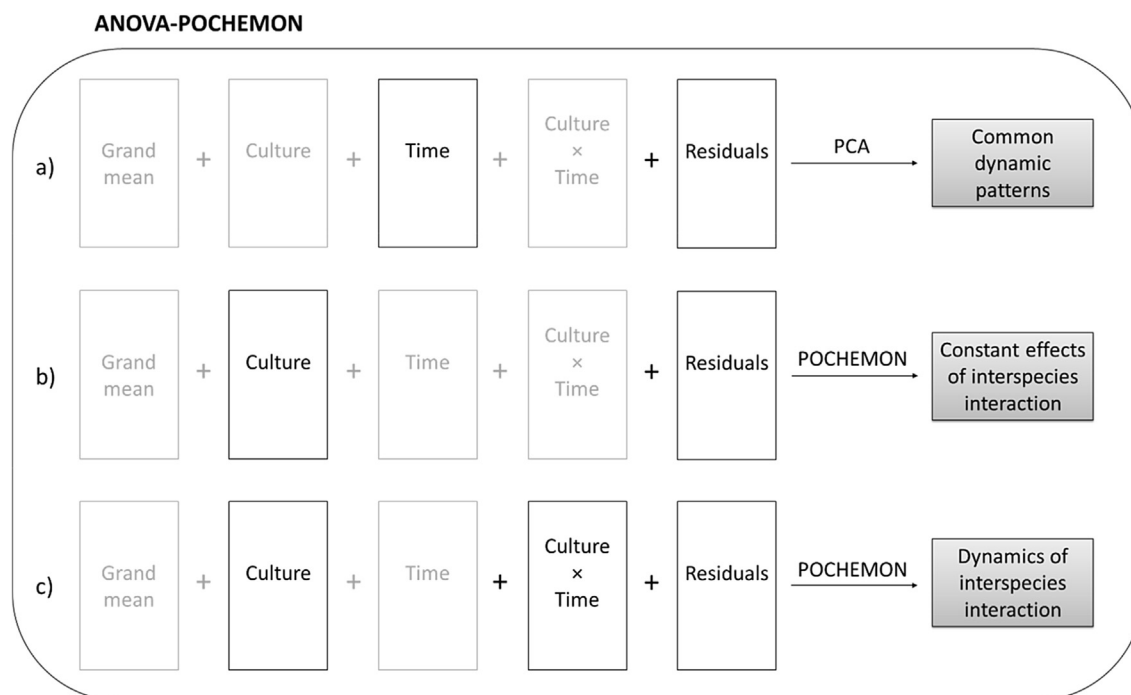 ANOVA-POCHEMON
a)
Grand
mean
+
Culture
+
Time
+
Culture
×
Time
+
Residuals
PCA
Common
dynamic
patterns
b)
Grand
mean
+
Culture
+
Time
+
Culture
×
Time
+
Residuals
POCHEMON
Constant effects
of interspecies
interaction
c)
Grand
mean
+
Culture
+
Time
+
Culture
×
Time
+
Residuals
POCHEMON
Dynamics of
interspecies
interaction